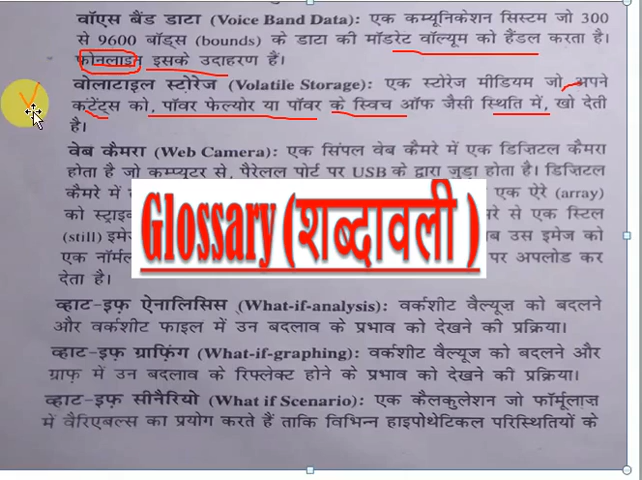 वॉएस बैंड डाटा (Voice Band Data): एक कम्यूनिकेशन सिस्टम जो 300
से 9600 बॉड्स (bounds) के डाटा की मॉडरेट वॉल्यूम को हैंडल करता है।
फोनलाइन इसके उदाहरण हैं।
वोलाटाइल स्टोरेज (Volatile Storage): एक स्टोरेज मीडियम जो अपने
कंटेंट्स को, पॉवर फेल्योर या पॉवर के स्विच ऑफ जैसी स्थिति में, खो देती
है।
वेब कैमरा (Web Camera): एक सिंपल वेब कैमरे में एक डिज़िटल कैमरा
होता है जो कम्प्यूटर से, पैरेलल पोर्ट पर USB के द्वारा जुड़ा होता है। डिज़िटल
कैमरे में एक ऐरे (array)
को से एक स्टिल
Glossary (शब्दावली )
(still) उस इमेज को
एक पर अपलोड कर
देता है।
व्हाट-इफ़ ऐनालिसिस (What-if-analysis): वर्कशीट वैल्यूज़ को बदलने
और वर्कशीट फाइल में उन बदलाव के प्रभाव को देखने की प्रक्रिया।
व्हाट-इफ़ ग्राफ़िंग (What-if-graphing): वर्कशीट वैल्यूज को बदलने और
ग्राफ़ में उन बदलाव के रिफ्लेक्ट होने के प्रभाव को देखने की प्रक्रिया।
व्हाट-इफ़ सीनैरियो (What if Scenario): एक कैलकुलेशन जो फॉर्मूलाज़
में वैरिएबल्स का प्रयोग करते हैं ताकि विभिन्न हाइपोथेटिकल परिस्थितियों के